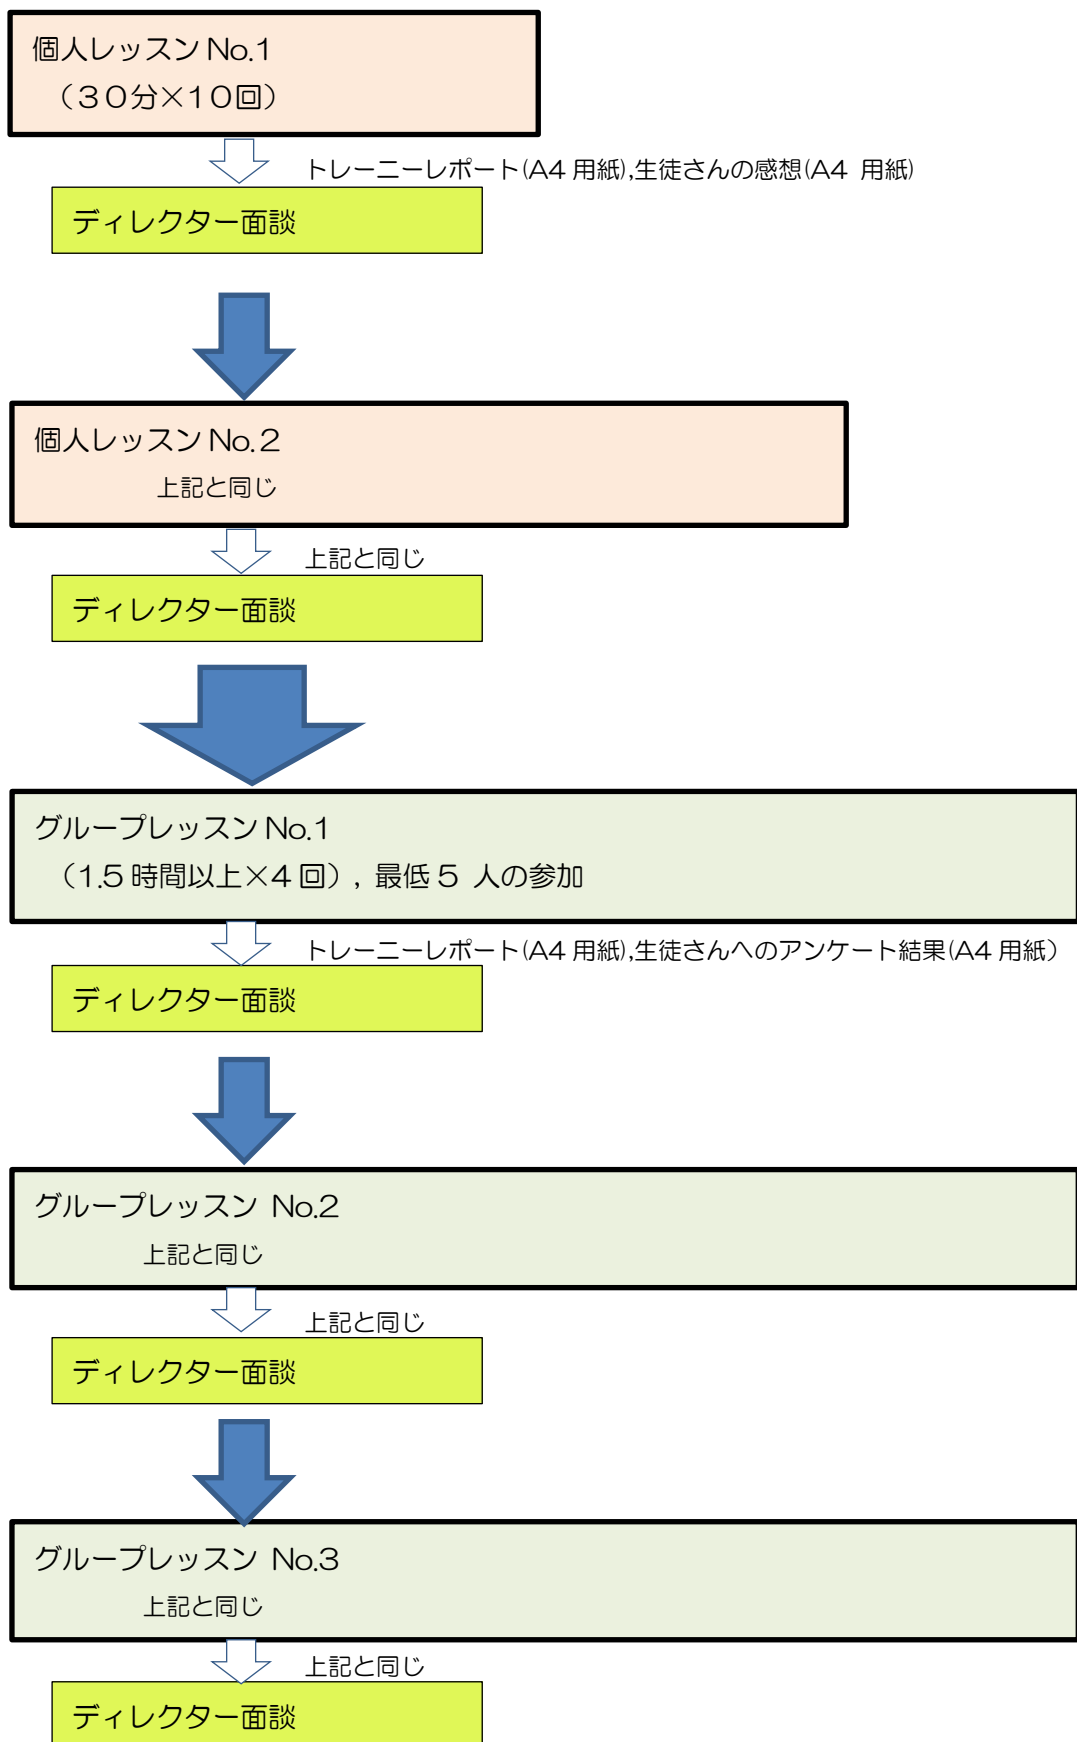 個人レッスン No.1
（３０分×１０回）
トレーニーレポート(A4 用紙),生徒さんの感想(A4 用紙)
ディレクター面談
個人レッスン No.２
上記と同じ
上記と同じ
ディレクター面談
グループレッスン No.1
（1.5 時間以上×4 回）, 最低 5 人の参加
トレーニーレポート(A4 用紙),生徒さんへのアンケート結果(A4 用紙）
ディレクター面談
グループレッスン No.2
上記と同じ
上記と同じ
ディレクター面談
グループレッスン No.3
上記と同じ
上記と同じ
ディレクター面談